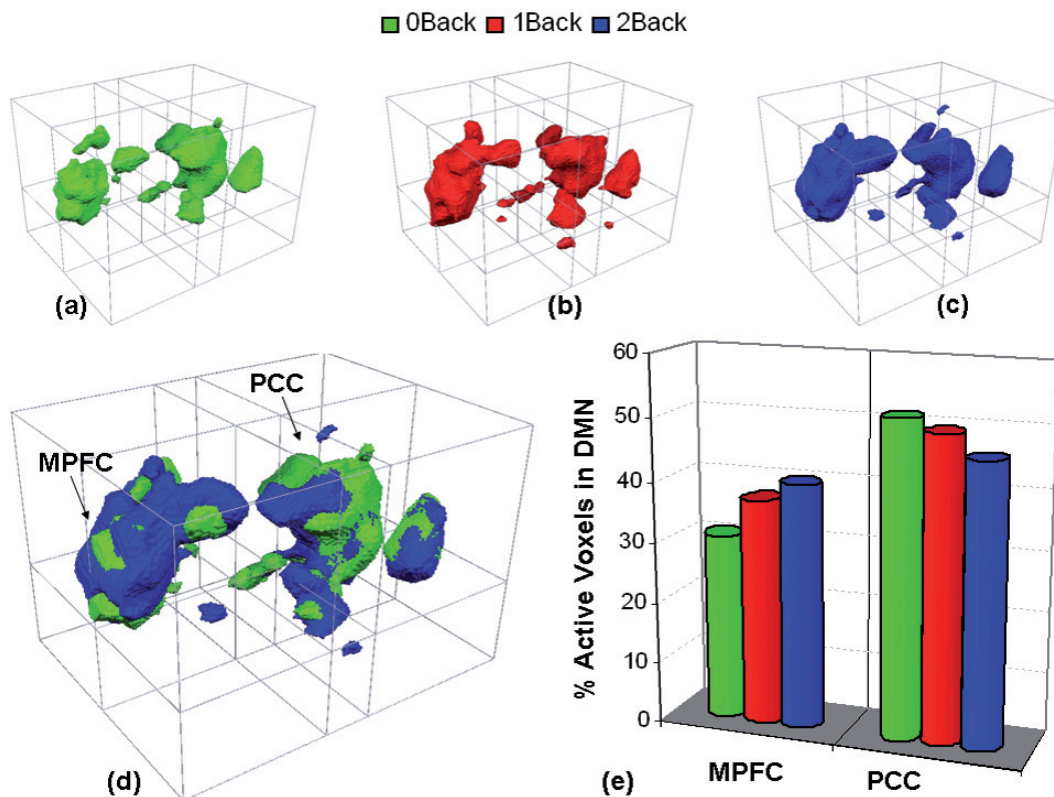 0Back 1Back 2Back
(a)
(b)
(c)
PCC
MPFC
(d)
60
50
40
30
20
10
0
% Active Voxels in DMN
MPFC
PCC
(e)